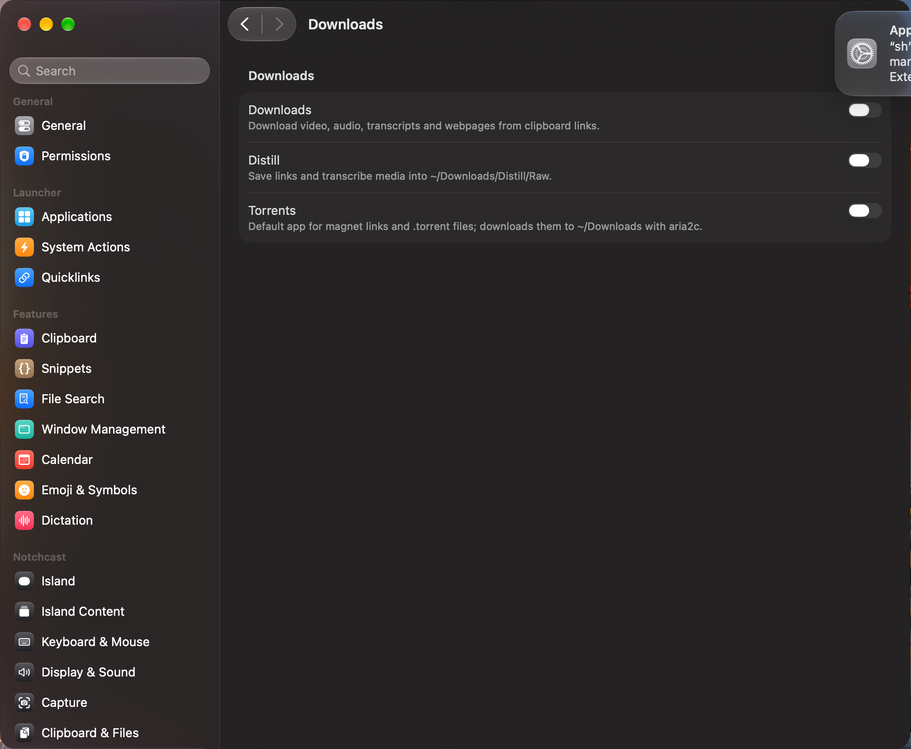 Downloads
Search
General
General
Permissions
Launcher
Applications
System Actions
Quicklinks
Features
Clipboard
Snippets
File Search
Window Management
Calendar
Emoji & Symbols
Dictation
Notchcast
Island
Island Content
Keyboard & Mouse
Display & Sound
Capture
Clipboard & Files
Downloads
Downloads
Download video, audio, transcripts and webpages from clipboard links.
Distill
Save links and transcribe media into ~/Downloads/Distill/Raw.
Torrents
Default app for magnet links and .torrent files; downloads them to ~/Downloads with aria2c.
"sh"